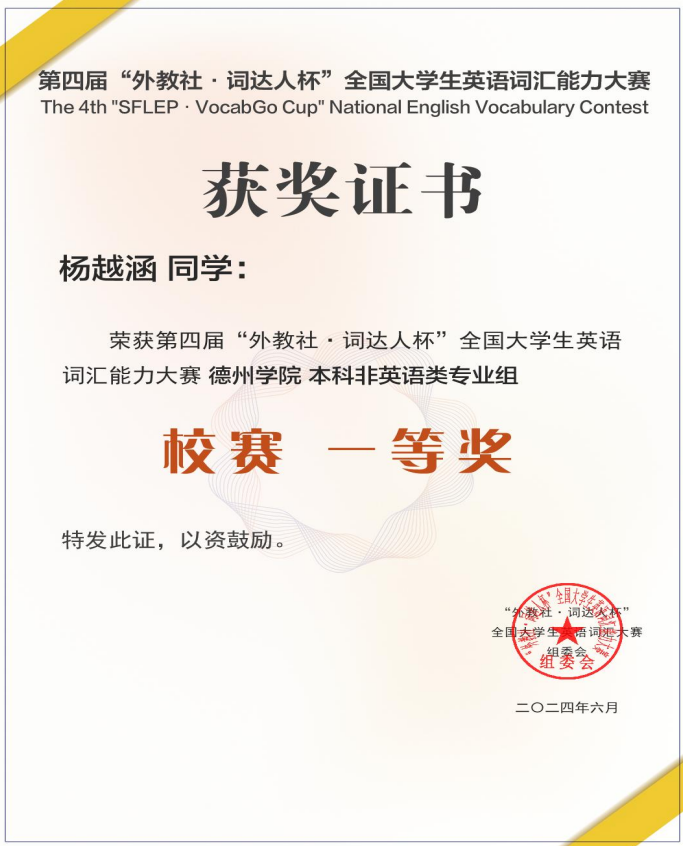 第四届“外教社·词达人杯”全国大学生英语词汇能力大赛
The 4th "SFLEP · VocabGo Cup" National English Vocabulary Contest
获奖证书
杨越涵 同学：
荣获第四届“外教社·词达人杯”全国大学生英语
词汇能力大赛 德州学院 本科非英语类专业组
校赛 一等奖
特发此证，以资鼓励。
“外教社·词达人杯”
全国大学生英语词汇大赛
组委会
组委会
二〇二四年六月